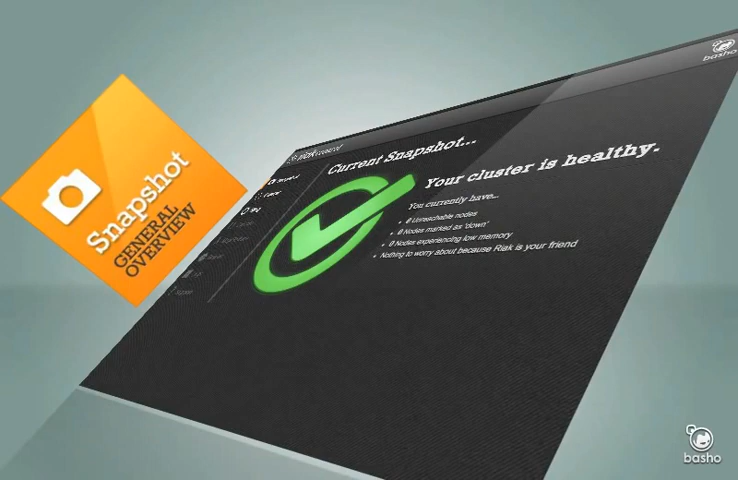 Snapshot
GENERAL
OVERVIEW
basho
Current Snapshot...
Your cluster is healthy.
You currently have...
• 0 Unreachable nodes
• 0 Nodes marked as 'down'
• 0 Nodes experiencing low memory
• Nothing to worry about because Riak is your friend
basho